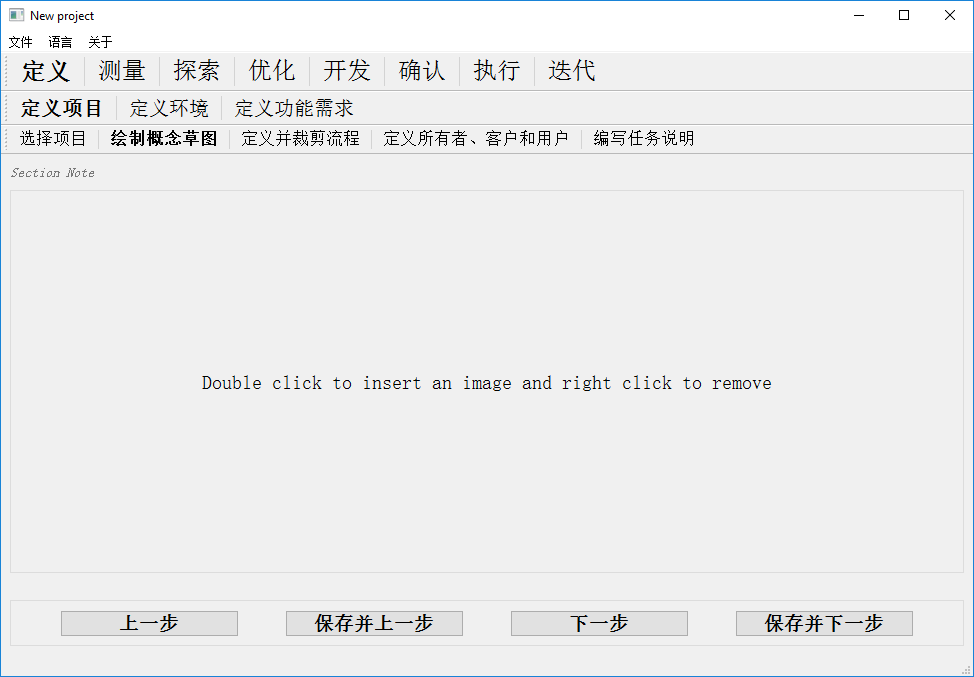 New project
文件 语言 关于
定义 测量 探索 优化 开发 确认 执行 迭代
定义项目 定义环境 定义功能需求
选择项目 绘制概念草图 定义并裁剪流程 定义所有者、客户和用户 编写任务说明
Section Note
Double click to insert an image and right click to remove
上一步 保存并上一步 下一步 保存并下一步